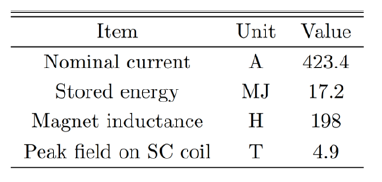 Item Unit Value
Nominal current A 423.4
Stored energy MJ 17.2
Magnet inductance H 198
Peak field on SC coil T 4.9